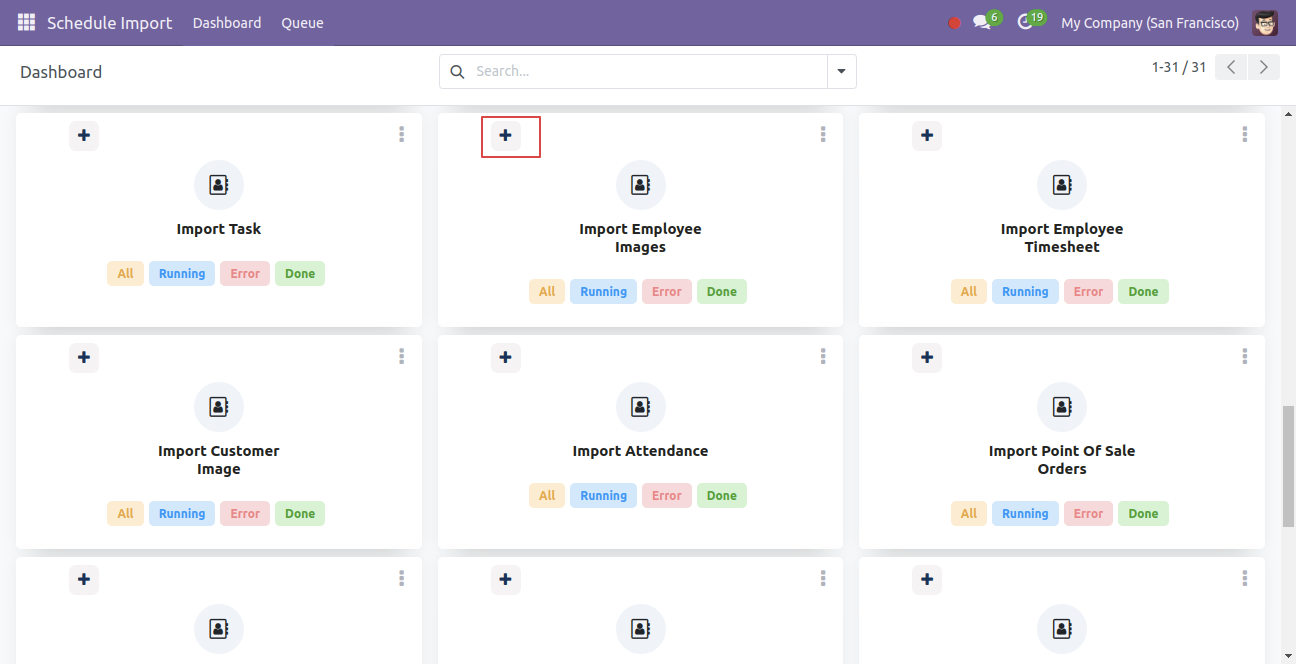 Schedule Import Dashboard Queue 6 19 My Company (San Francisco)
Dashboard Search... 1-31 / 31
Import Task
All Running Error Done
Import Employee
Images
All Running Error Done
Import Employee
Timesheet
All Running Error Done
Import Customer
Image
All Running Error Done
Import Attendance
All Running Error Done
Import Point Of Sale
Orders
All Running Error Done